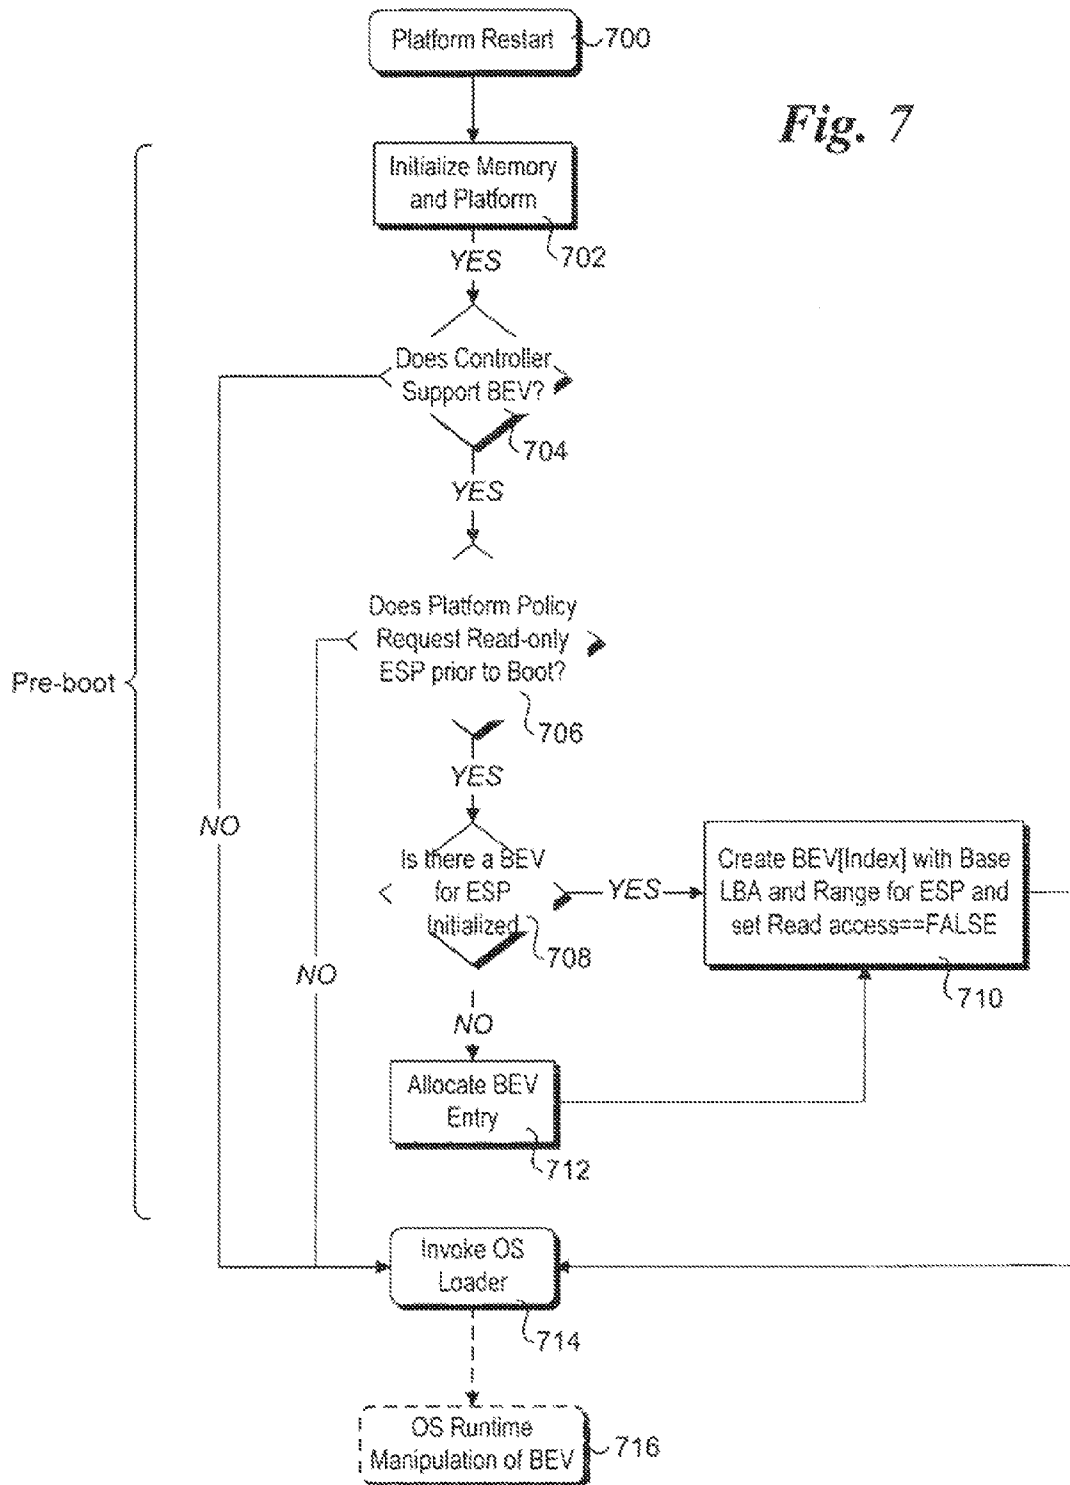 Platform Restart
700
Fig. 7
Initialize Memory
and Platform
702
YES
Does Controller
Support BEV?
704
YES
Does Platform Policy
Request Read-only
ESP prior to Boot?
706
Pre-boot
YES
NO
Is there a BEV
for ESP
Initialized
708
YES
Create BEV[Index] with Base
LBA and Range for ESP and
set Read access==FALSE
710
NO
NO
Allocate BEV
Entry
712
Invoke OS
Loader
714
OS Runtime
Manipulation of BEV
716